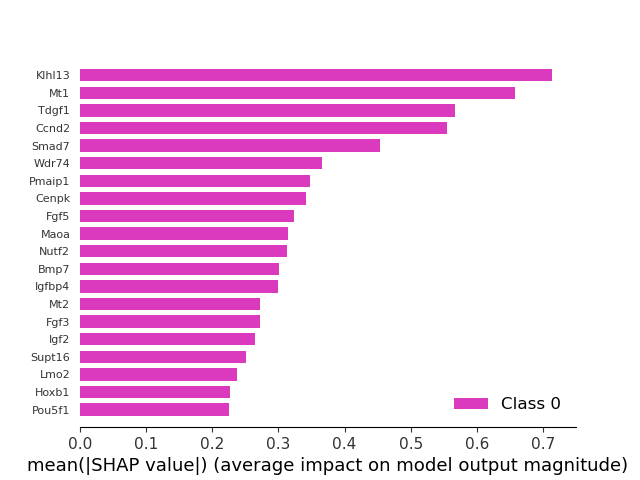 Klhl13
Mt1
Tdgf1
Ccnd2
Smad7
Wdr74
Pmaip1
Cenpk
Fgf5
Maoa
Nutf2
Bmp7
Igfbp4
Mt2
Fgf3
Igf2
Supt16
Lmo2
Hoxb1
Pou5f1
Class 0
0.0 0.1 0.2 0.3 0.4 0.5 0.6 0.7
mean(|SHAP value|) (average impact on model output magnitude)